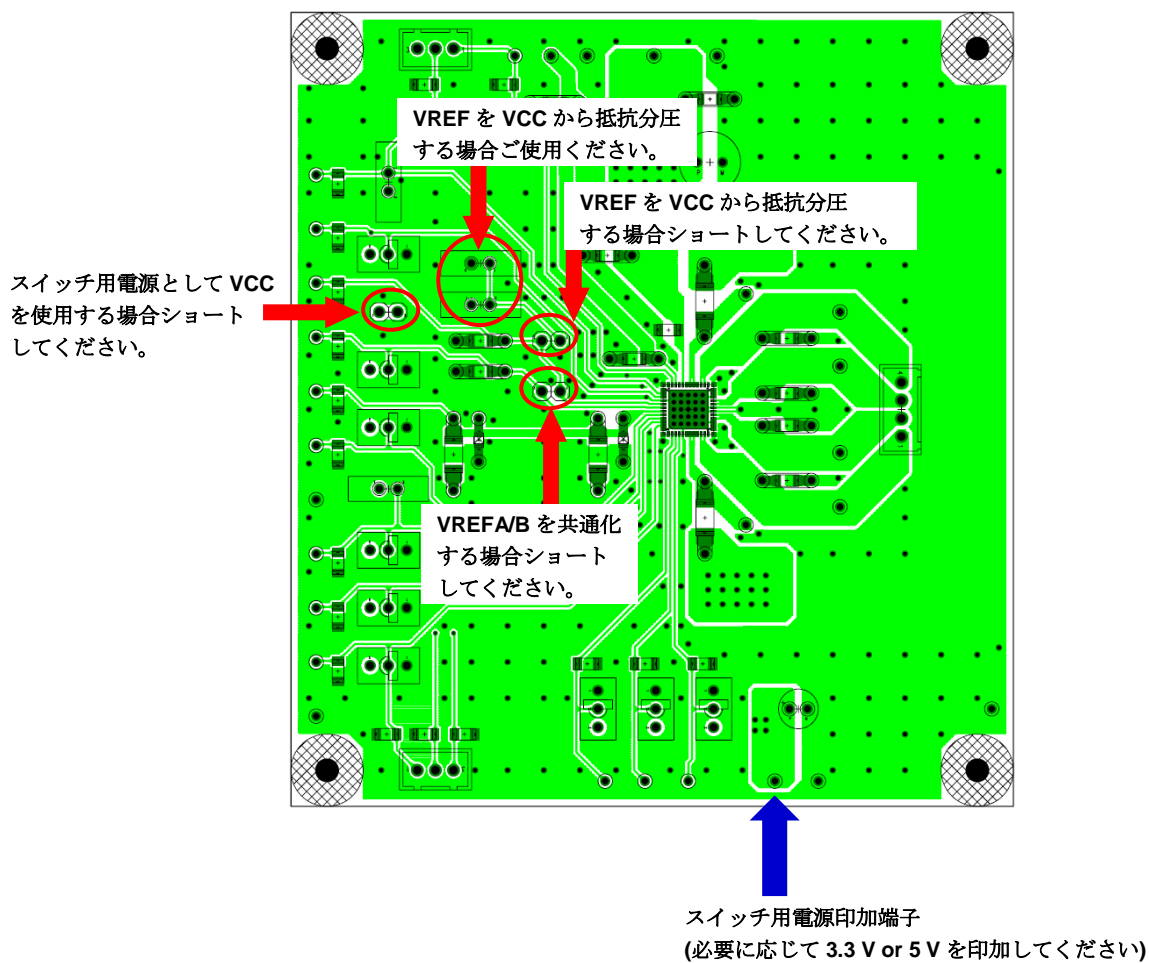 VREF を VCC から抵抗分圧
する場合ご使用ください。
VREF を VCC から抵抗分圧
する場合ショートしてください。
スイッチ用電源として VCC
を使用する場合ショート
してください。
VREFA/B を共通化
する場合ショート
してください。
スイッチ用電源印加端子
(必要に応じて 3.3 V or 5 V を印加してください)